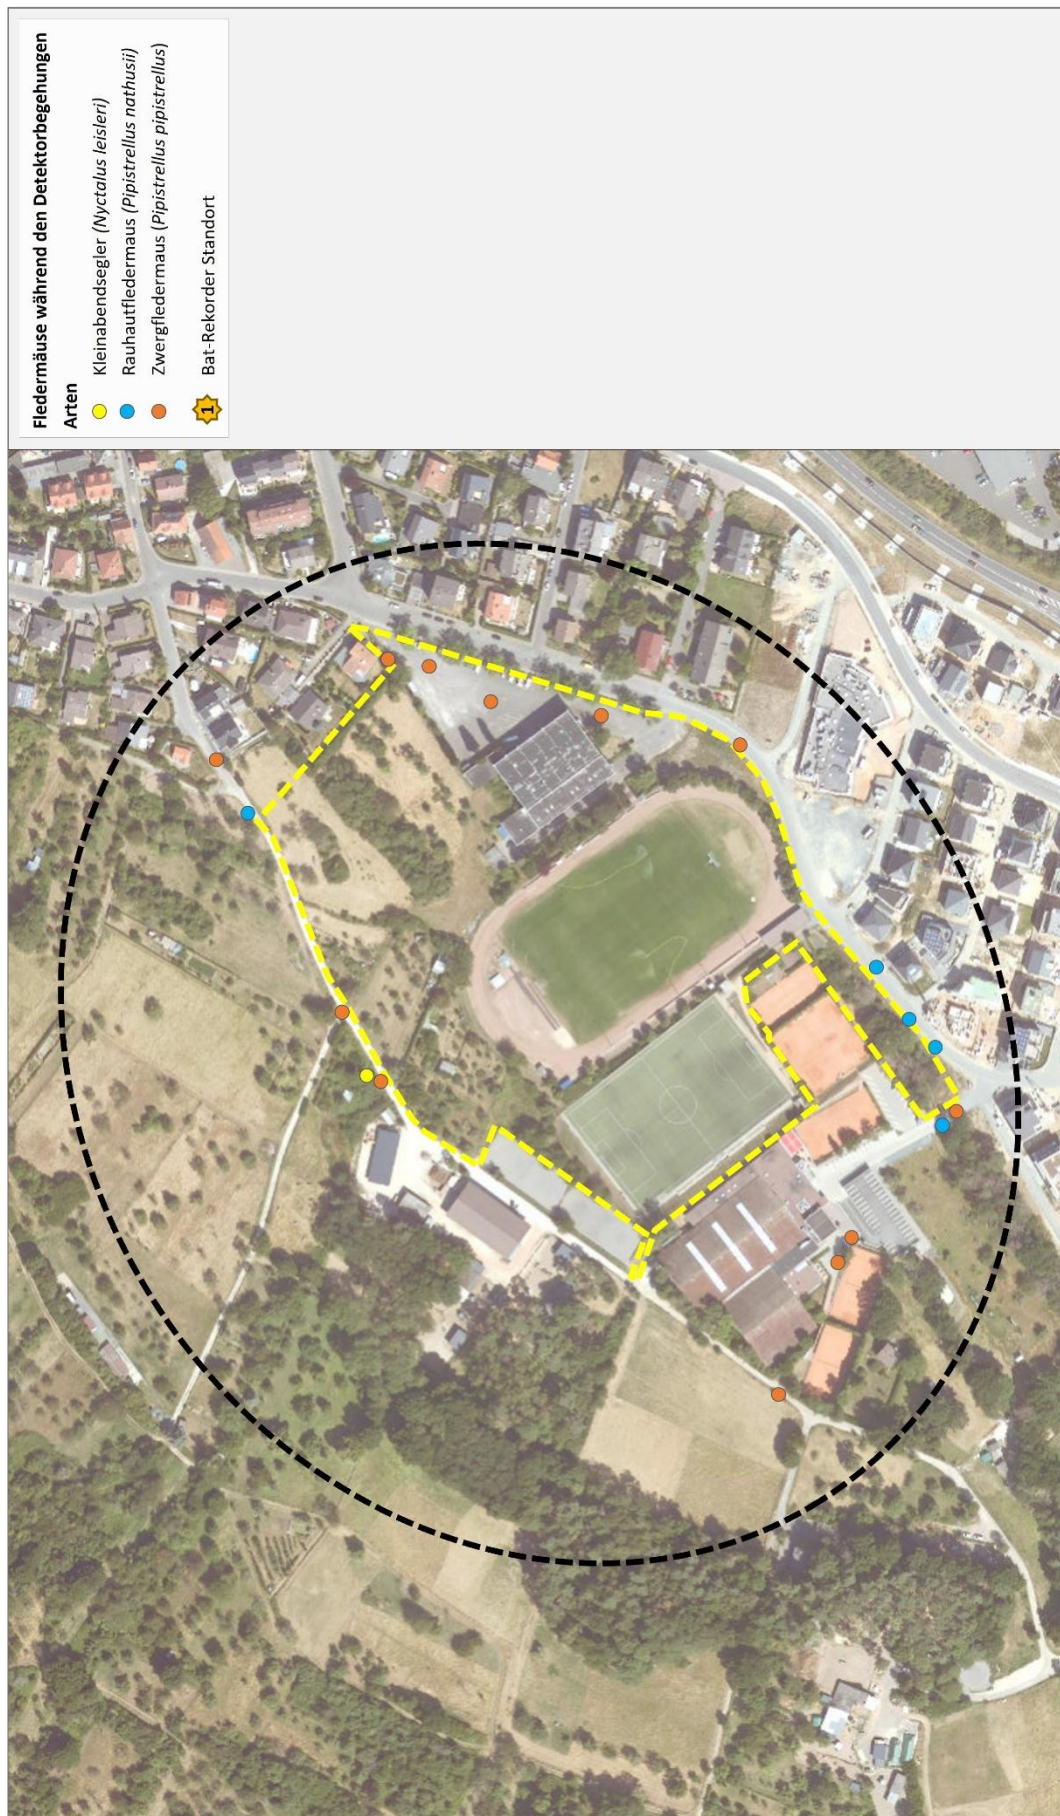 Fledermäuse während den Detektorbegehungen
Arten
Kleinabendsegler (Nyctalus leisleri)
Rauhautfledermaus (Pipistrellus nathusii)
Zwergfledermaus (Pipistrellus pipistrellus)
1 Bat-Rekorder Standort